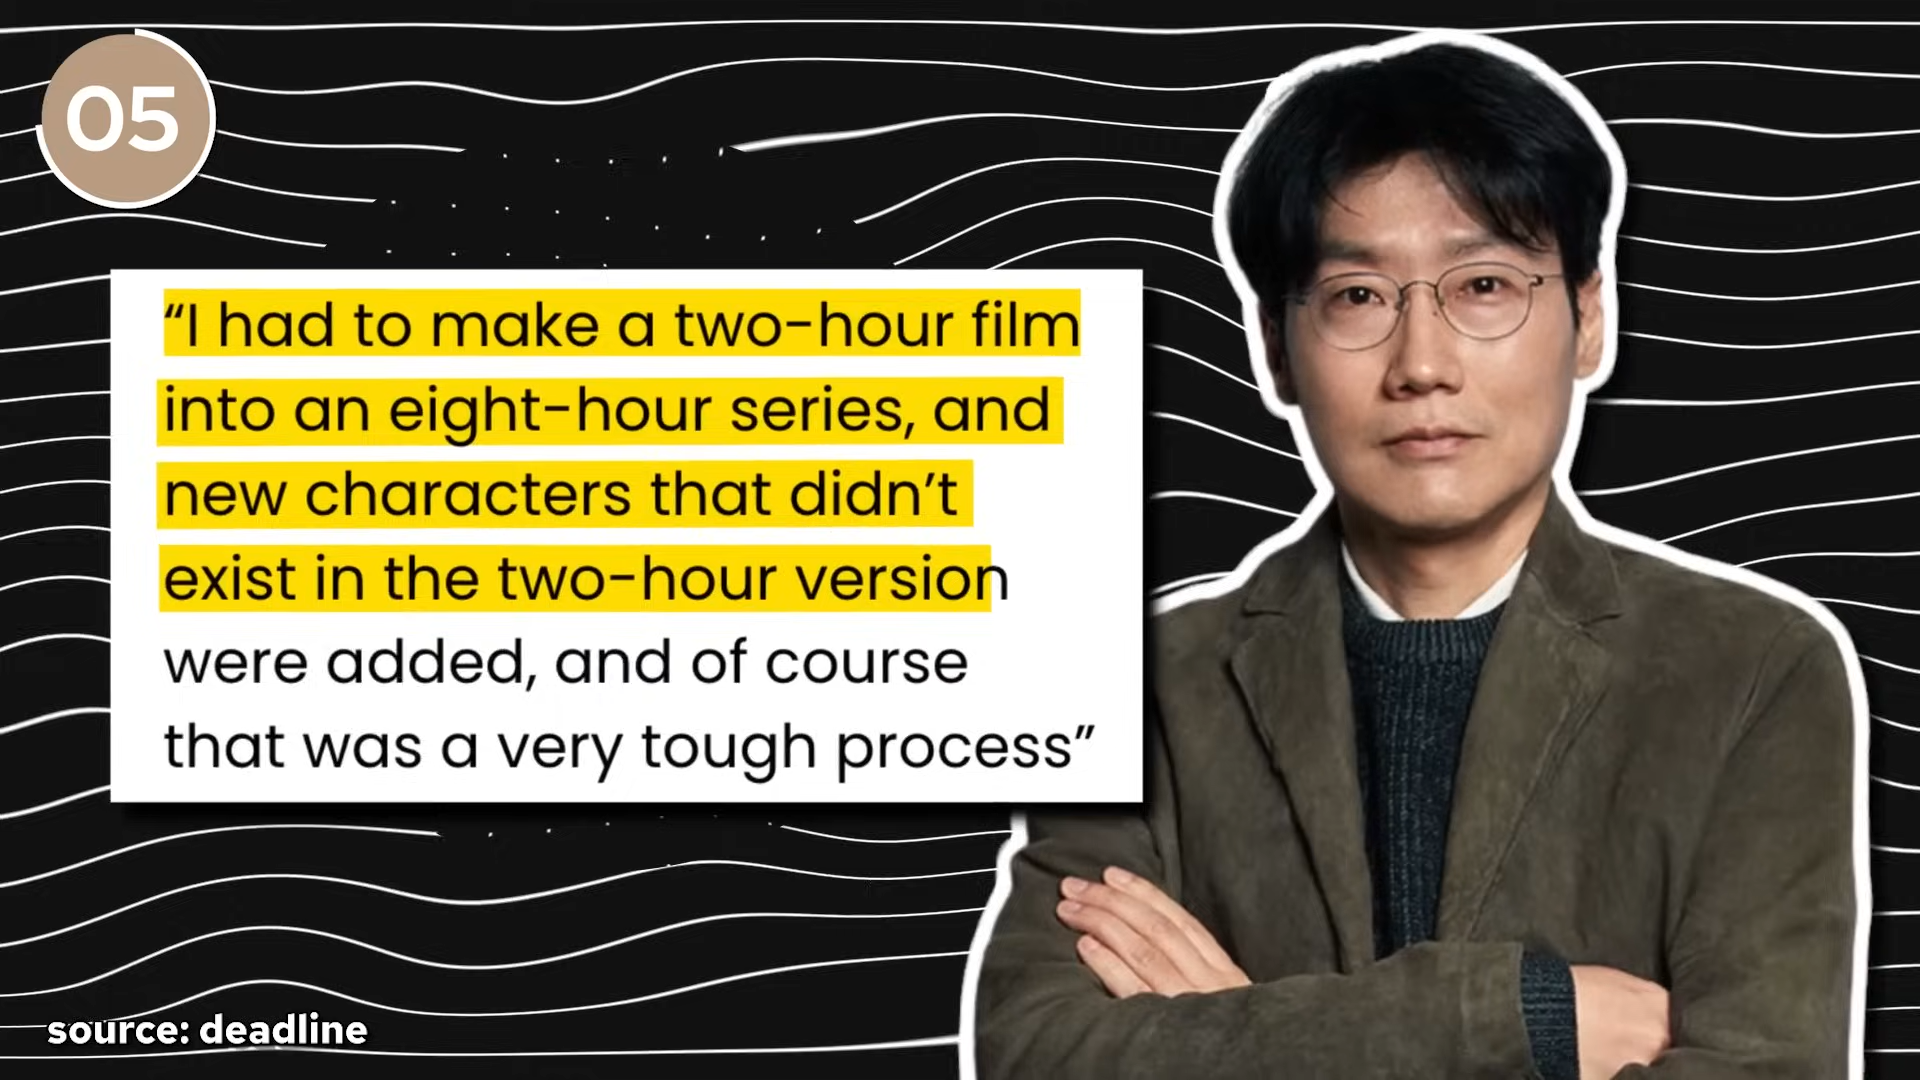 05
“I had to make a two-hour film
into an eight-hour series, and
new characters that didn’t
exist in the two-hour version
were added, and of course
that was a very tough process”
source: deadline